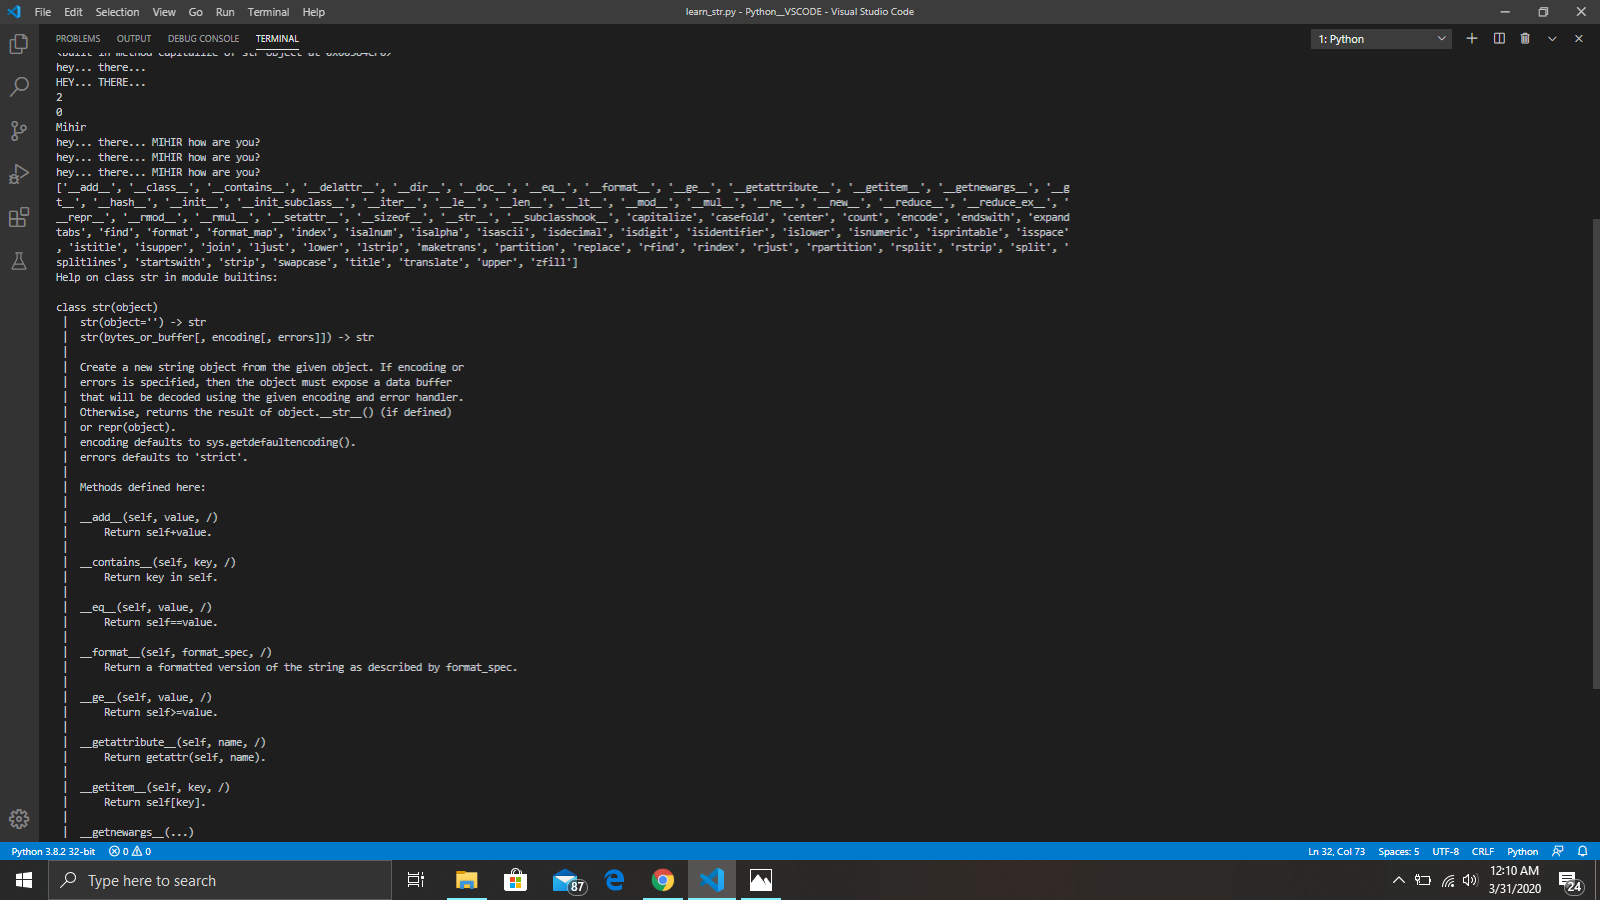 File Edit Selection View Go Run Terminal Help learn_str.py - Python__VSCODE - Visual Studio Code
PROBLEMS OUTPUT DEBUG CONSOLE TERMINAL 1: Python
<built-in method capitalize of str object at
hey... there...
HEY... THERE...
2
0
Mihir
hey... there... MIHIR how are you?
hey... there... MIHIR how are you?
hey... there... MIHIR how are you?
['__add__', '__class__', '__contains__', '__delattr__', '__dir__', '__doc__', '__eq__', '__format__', '__ge__', '__getattribute__', '__getitem__', '__getnewargs__', '__g
t__', '__hash__', '__init__', '__init_subclass__', '__iter__', '__le__', '__len__', '__lt__', '__mod__', '__mul__', '__ne__', '__new__', '__reduce__', '__reduce_ex__', '
__repr__', '__rmod__', '__rmul__', '__setattr__', '__sizeof__', '__str__', '__subclasshook__', 'capitalize', 'casefold', 'center', 'count', 'encode', 'endswith', 'expand
tabs', 'find', 'format', 'format_map', 'index', 'isalnum', 'isalpha', 'isascii', 'isdecimal', 'isdigit', 'isidentifier', 'islower', 'isnumeric', 'isprintable', 'isspace'
, 'istitle', 'isupper', 'join', 'ljust', 'lower', 'lstrip', 'maketrans', 'partition', 'replace', 'rfind', 'rindex', 'rjust', 'rpartition', 'rsplit', 'rstrip', 'split', '
splitlines', 'startswith', 'strip', 'swapcase', 'title', 'translate', 'upper', 'zfill']
Help on class str in module builtins:
class str(object)
| str(object='') -> str
| str(bytes_or_buffer[, encoding[, errors]]) -> str
|
| Create a new string object from the given object. If encoding or
| errors is specified, then the object must expose a data buffer
| that will be decoded using the given encoding and error handler.
| Otherwise, returns the result of object.__str__() (if defined)
| or repr(object).
| encoding defaults to sys.getdefaultencoding().
| errors defaults to 'strict'.
|
| Methods defined here:
|
| __add__(self, value, /)
| Return self+value.
|
| __contains__(self, key, /)
| Return key in self.
|
| __eq__(self, value, /)
| Return self==value.
|
| __format__(self, format_spec, /)
| Return a formatted version of the string as described by format_spec.
|
| __ge__(self, value, /)
| Return self>=value.
|
| __getattribute__(self, name, /)
| Return getattr(self, name).
|
| __getitem__(self, key, /)
| Return self[key].
|
| __getnewargs__(...)
Python 3.8.2 32-bit 0 0 Ln 32, Col 73 Spaces: 5 UTF-8 CRLF Python
Type here to search 87 12:10 AM
3/31/2020 24